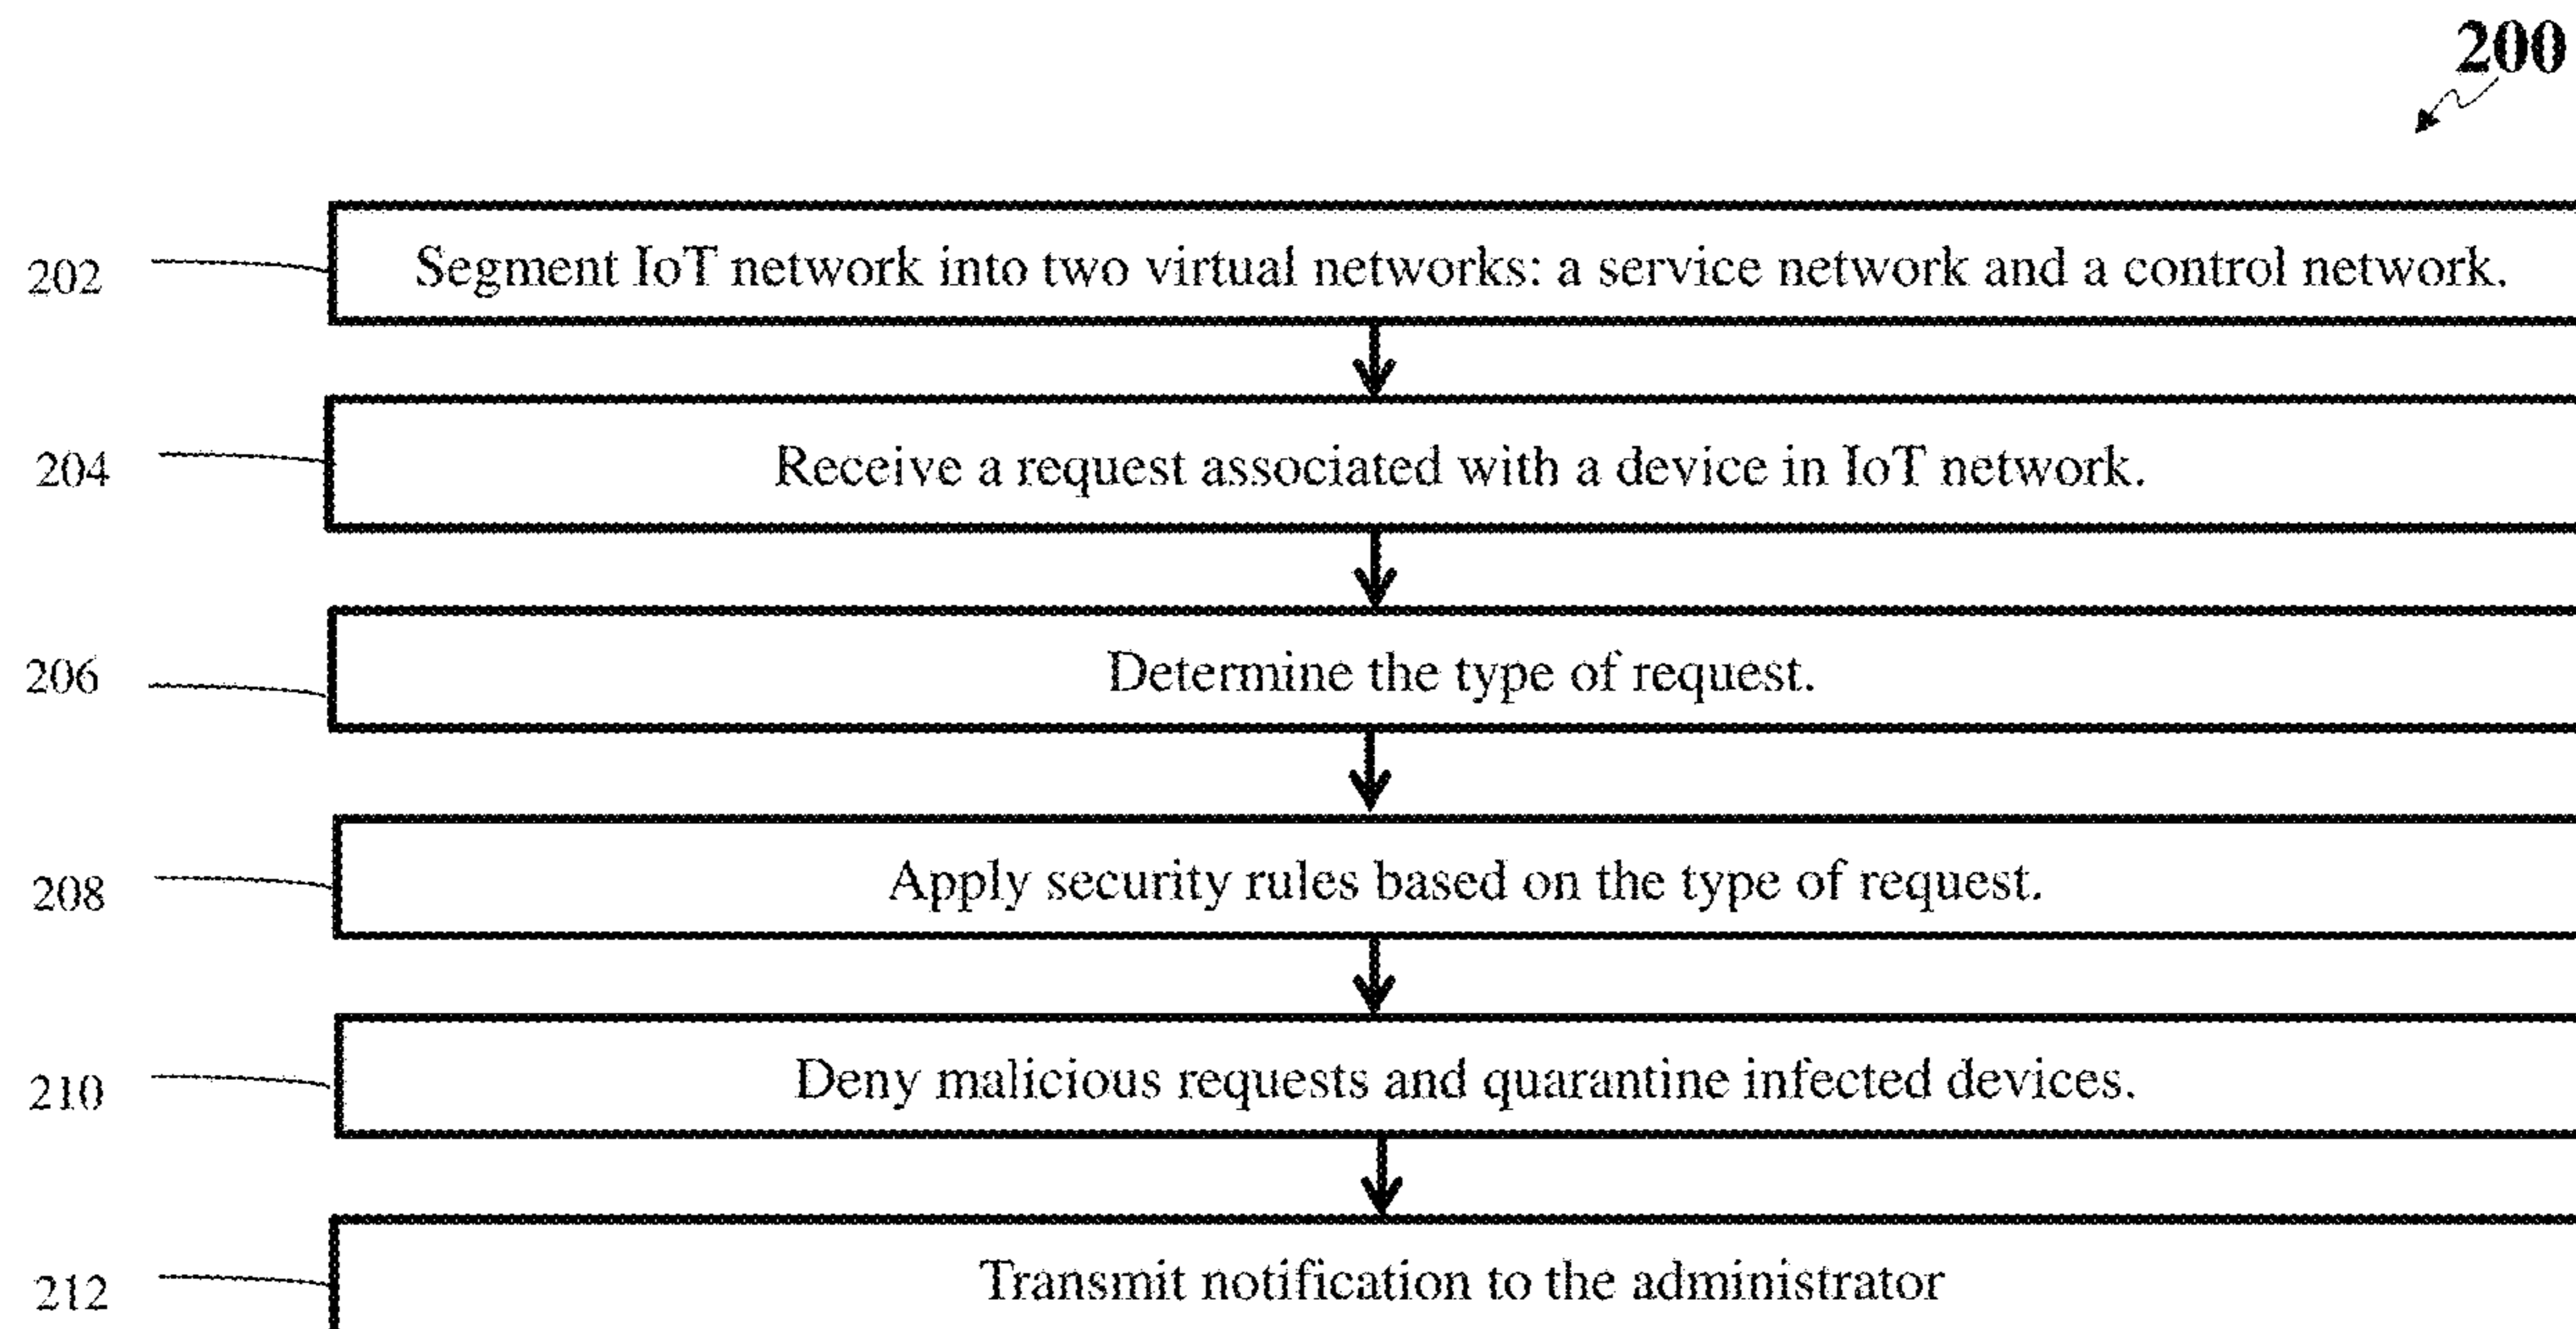 200
202 Segment IoT network into two virtual networks: a service network and a control network.
204 Receive a request associated with a device in IoT network.
206 Determine the type of request.
208 Apply security rules based on the type of request.
210 Deny malicious requests and quarantine infected devices.
212 Transmit notification to the administrator